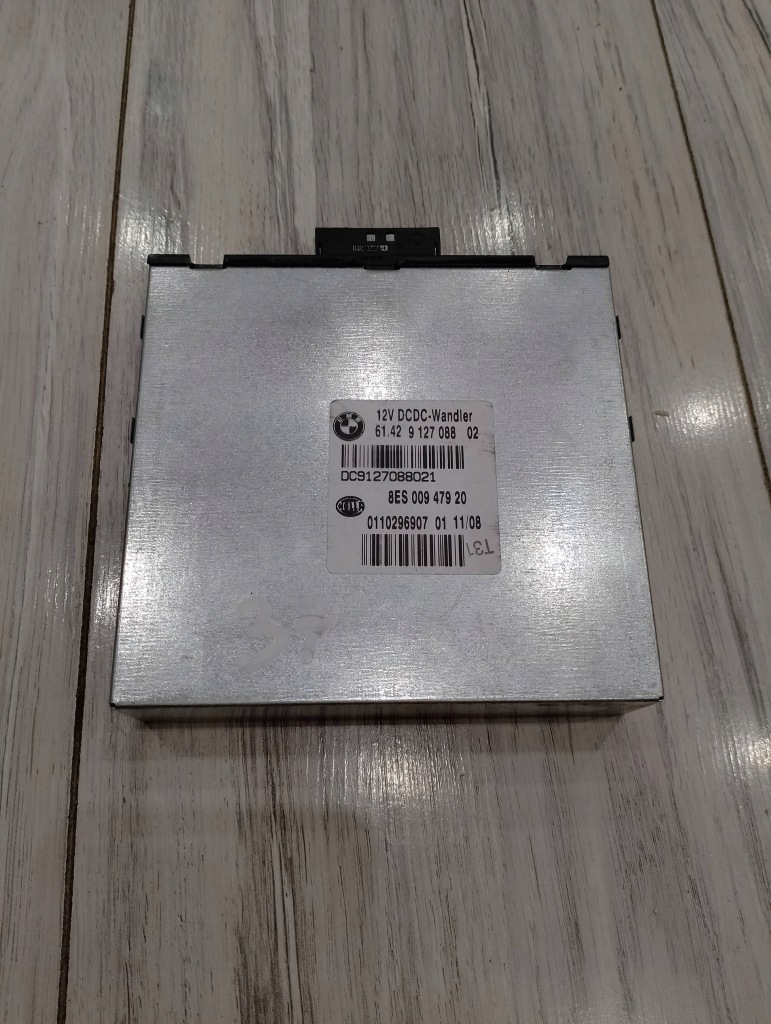 12V DCDC-Wandler
61.42 9 127 088 02
DC9127088021
8ES 009 479 20
HELLA
0110296907 01 11/08
T31